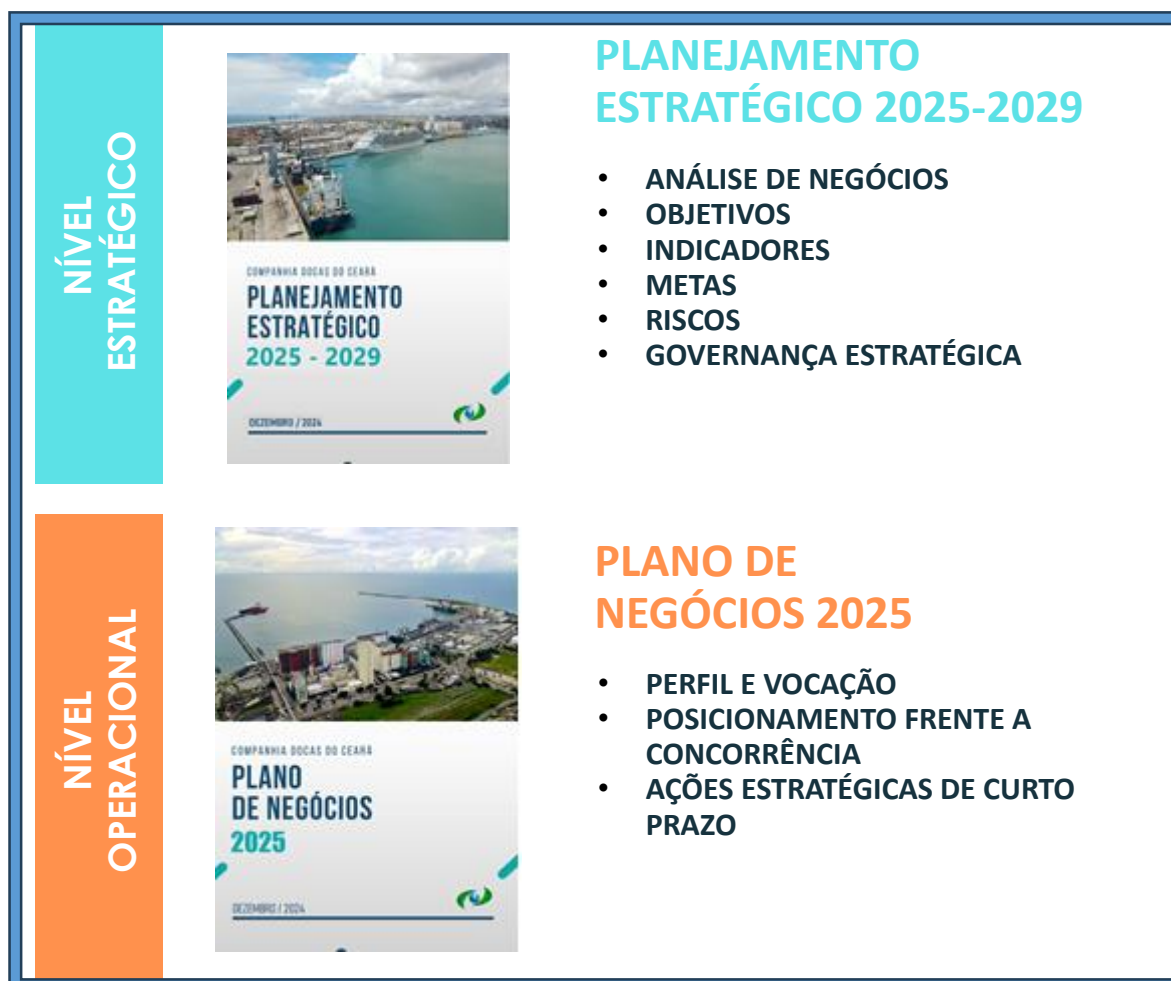 NÍVEL
ESTRATÉGICO
COMPANHIA DOCAS DO CEARÁ
PLANEJAMENTO
ESTRATÉGICO
2025 - 2029
DEZEMBRO / 2024
PLANEJAMENTO
ESTRATÉGICO 2025-2029
• ANÁLISE DE NEGÓCIOS
• OBJETIVOS
• INDICADORES
• METAS
• RISCOS
• GOVERNANÇA ESTRATÉGICA
NÍVEL
OPERACIONAL
COMPANHIA DOCAS DO CEARÁ
PLANO
DE NEGÓCIOS
2025
DEZEMBRO / 2024
PLANO DE
NEGÓCIOS 2025
• PERFIL E VOCAÇÃO
• POSICIONAMENTO FRENTE A
CONCORRÊNCIA
• AÇÕES ESTRATÉGICAS DE CURTO
PRAZO